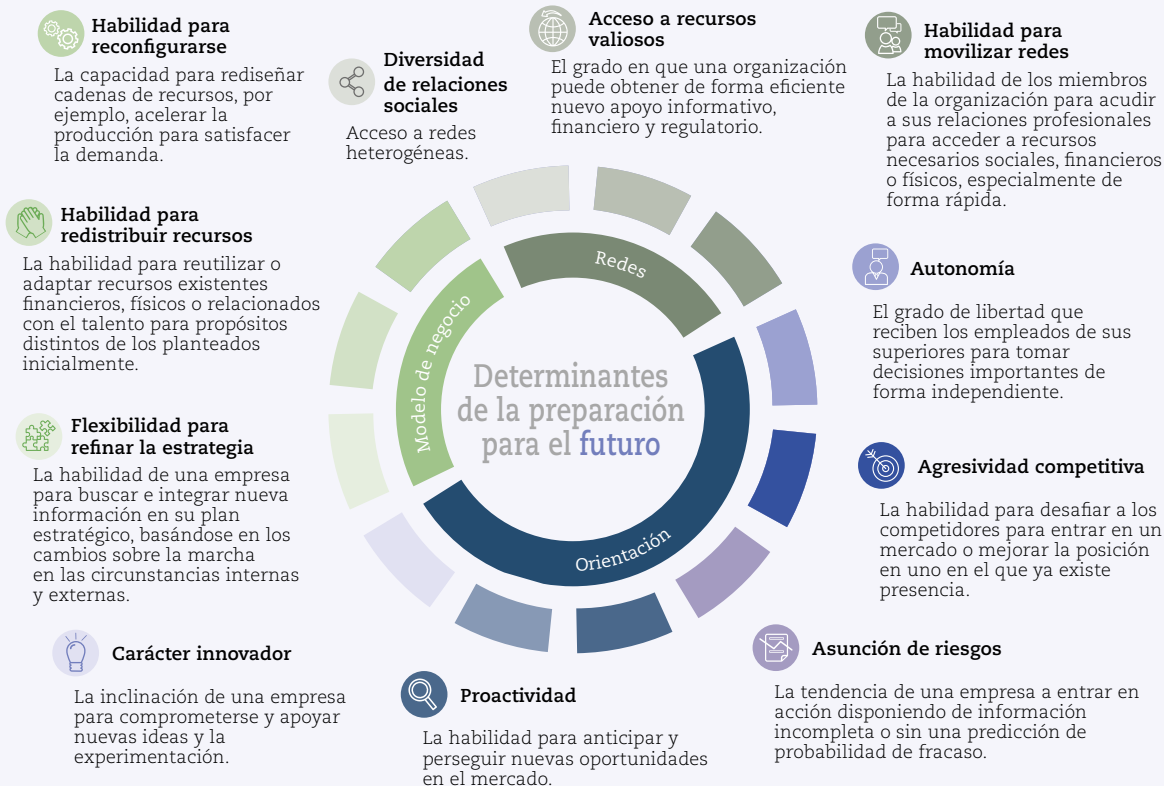 Habilidad para
reconfigurarse
La capacidad para rediseñar
cadenas de recursos, por
ejemplo, acelerar la
producción para satisfacer
la demanda.
Diversidad
de relaciones
sociales
Acceso a redes
heterogéneas.
Acceso a recursos
valiosos
El grado en que una organización
puede obtener de forma eficiente
nuevo apoyo informativo,
financiero y regulatorio.
Habilidad para
movilizar redes
La habilidad de los miembros
de la organización para acudir
a sus relaciones profesionales
para acceder a recursos
necesarios sociales, financieros
o físicos, especialmente de
forma rápida.
Habilidad para
redistribuir recursos
La habilidad para reutilizar o
adaptar recursos existentes
financieros, físicos o relacionados
con el talento para propósitos
distintos de los planteados
inicialmente.
Redes
Modelo de negocio
Orientación
Determinantes
de la preparación
para el futuro
Autonomía
El grado de libertad que
reciben los empleados de sus
superiores para tomar
decisiones importantes de
forma independiente.
Flexibilidad para
refinar la estrategia
La habilidad de una empresa
para buscar e integrar nueva
información en su plan
estratégico, basándose en los
cambios sobre la marcha
en las circunstancias internas
y externas.
Agresividad competitiva
La habilidad para desafiar a los
competidores para entrar en un
mercado o mejorar la posición
en uno en el que ya existe
presencia.
Carácter innovador
La inclinación de una empresa
para comprometerse y apoyar
nuevas ideas y la
experimentación.
Proactividad
La habilidad para anticipar y
perseguir nuevas oportunidades
en el mercado.
Asunción de riesgos
La tendencia de una empresa a entrar en
acción disponiendo de información
incompleta o sin una predicción de
probabilidad de fracaso.